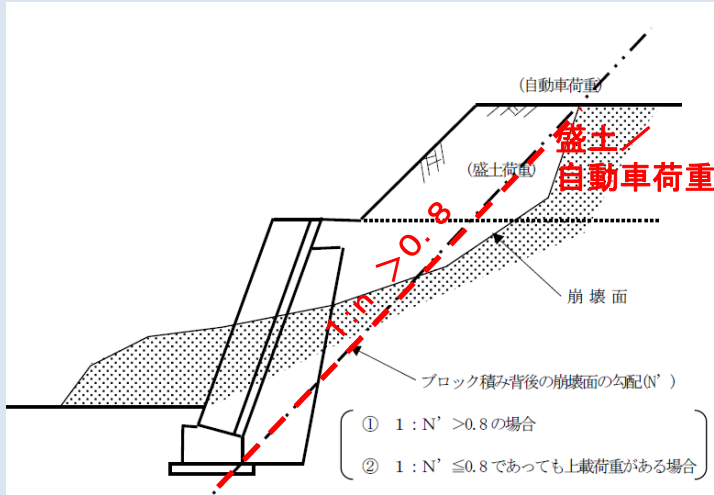 (自動車荷重)
盛土／
自動車荷重
(盛土荷重)
1:n ＞0.8
崩 壊 面
ブロック積み背後の崩壊面の勾配(N’)
① 1：N’ ＞0.8の場合
② 1：N’ ≦0.8であっても上載荷重がある場合